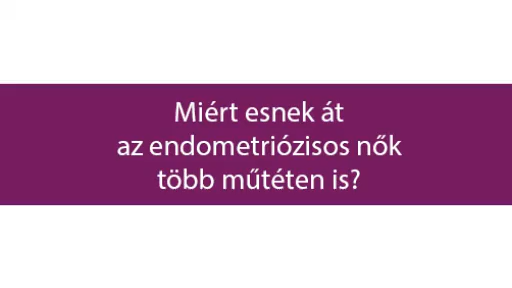 Miért esnek át
az endometriózisos nők
több műtéten is?